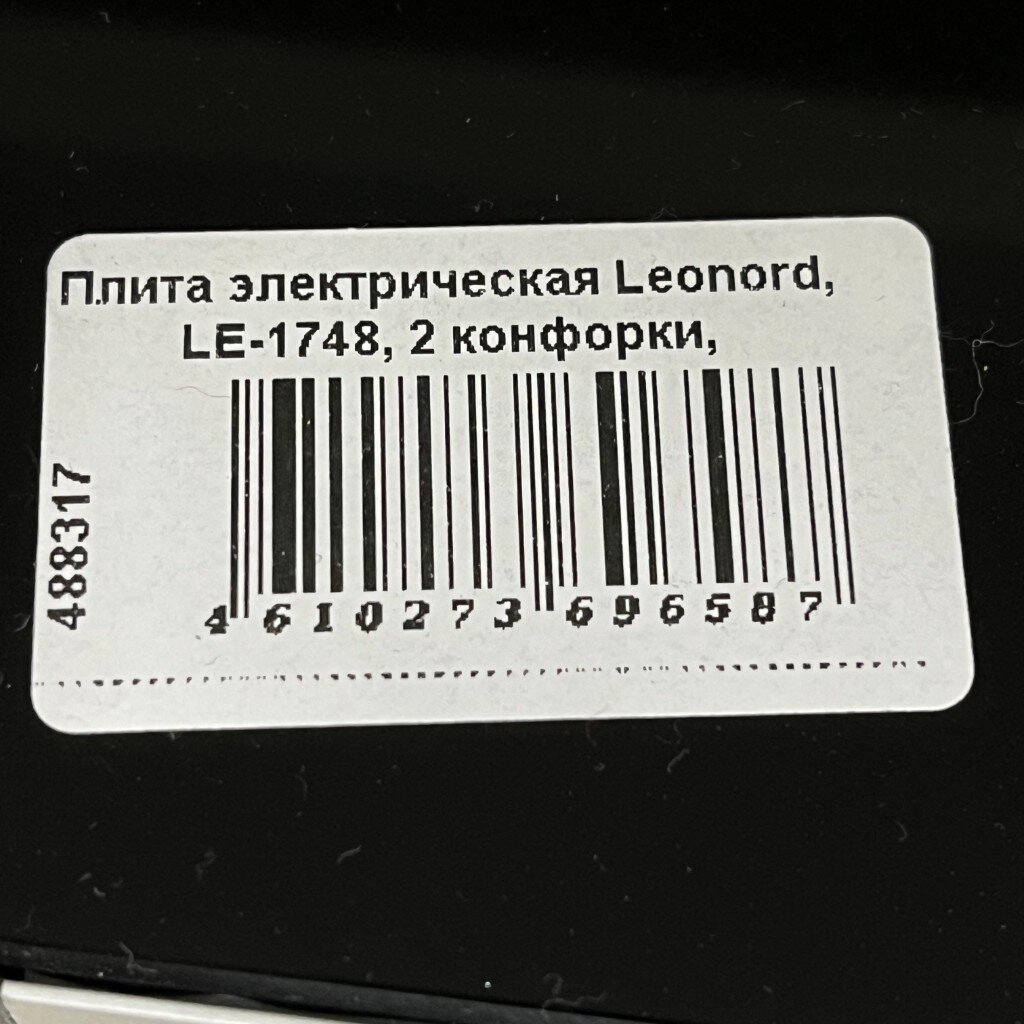 Плита электрическая Leonord,
LE-1748, 2 конфорки,
488317
4 610273 696587